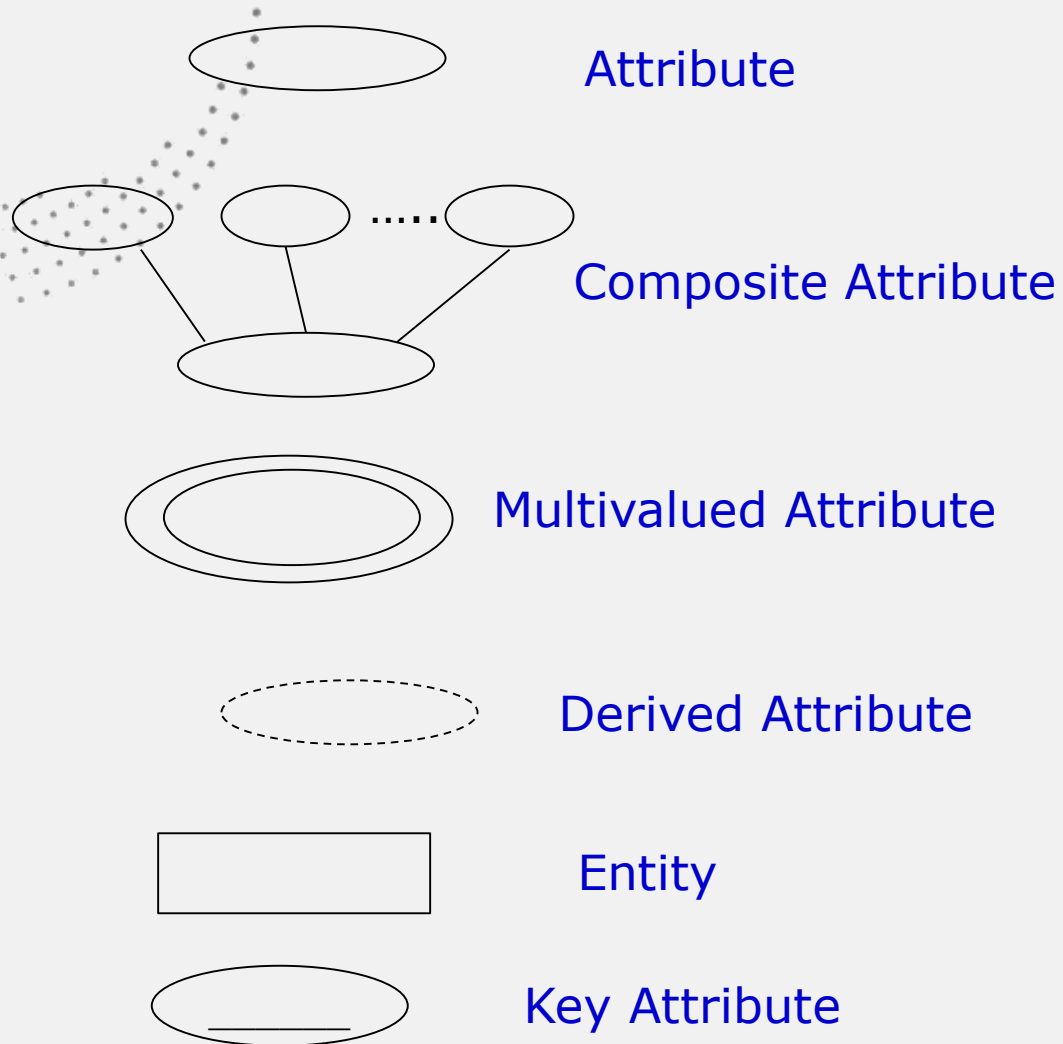 Attribute
.....
Composite Attribute
Multivalued Attribute
Derived Attribute
Entity
Key Attribute